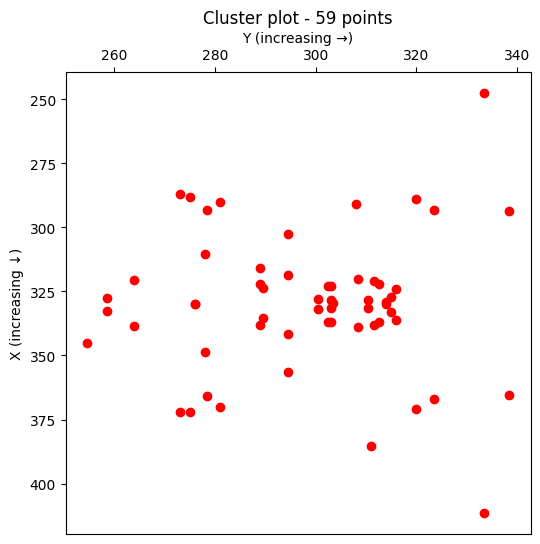 Cluster plot - 59 points
Y (increasing →)
260 280 300 320 340
250
275
300
325
350
375
400
X (increasing ↓)